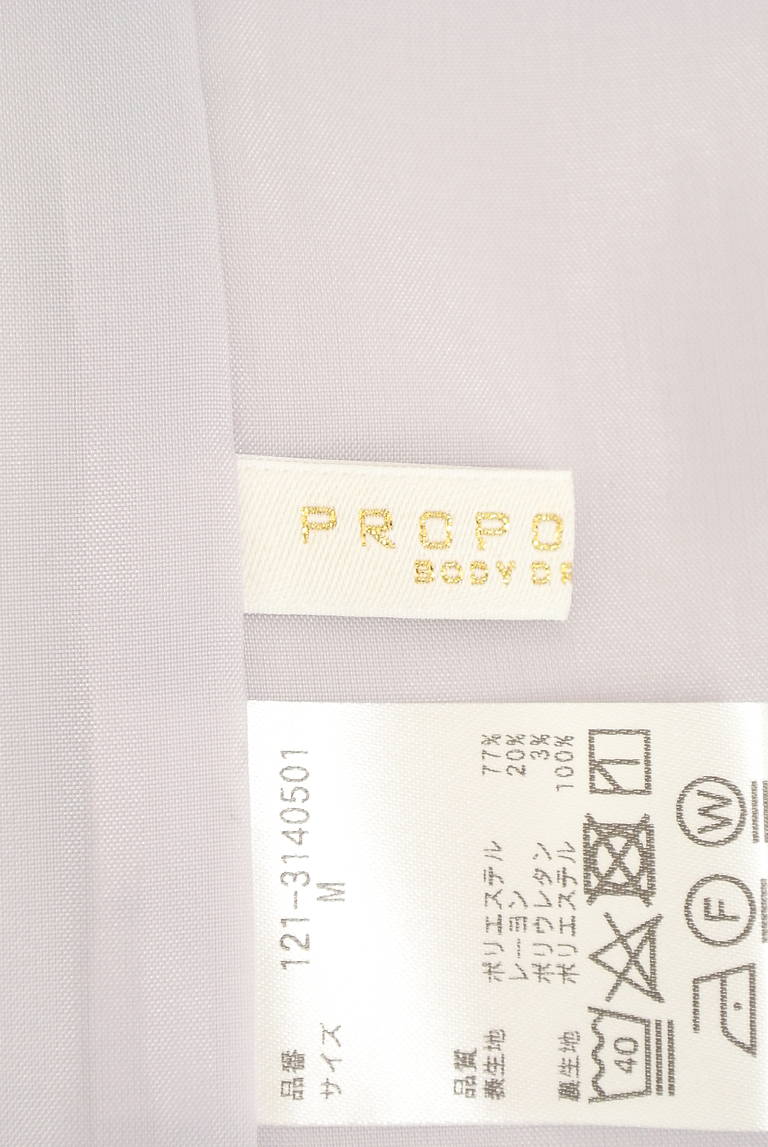 PROPO
BODY DR
品番 121-3140501
サイズ M
品質
表生地 ポリエステル 77%
レーヨン 20%
ポリウレタン 3%
裏生地 ポリエステル 100%
40
F
W